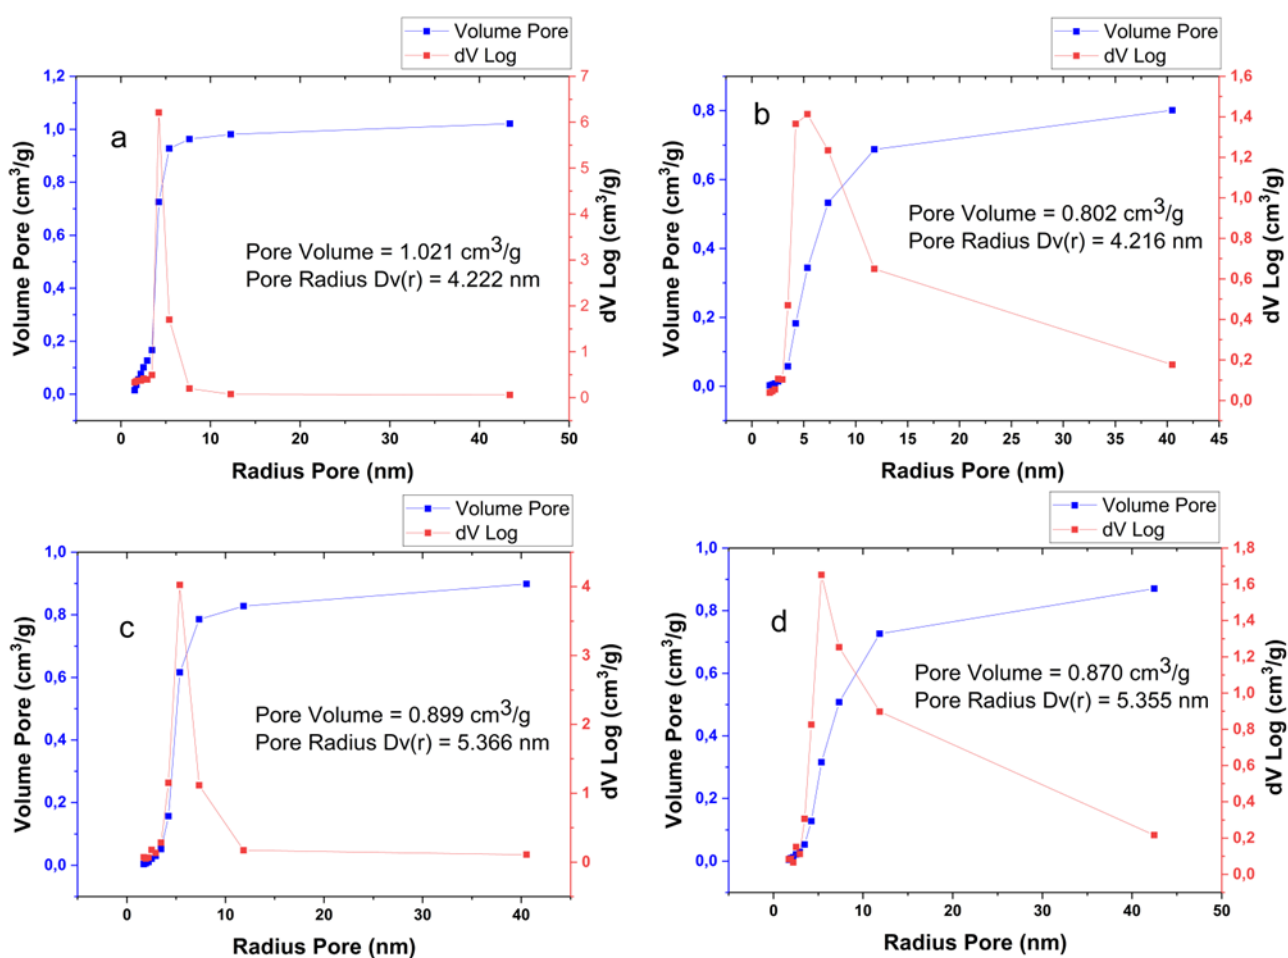 Volume Pore
dV Log
a
1,2
1,0
0,8
0,6
0,4
0,2
0,0
Volume Pore (cm³/g)
7
6
5
4
3
2
1
0
dV Log (cm³/g)
Pore Volume = 1.021 cm³/g
Pore Radius Dv(r) = 4.222 nm
0 10 20 30 40 50
Radius Pore (nm)
Volume Pore
dV Log
b
0,8
0,6
0,4
0,2
0,0
Volume Pore (cm³/g)
1,6
1,4
1,2
1,0
0,8
0,6
0,4
0,2
0,0
dV Log (cm³/g)
Pore Volume = 0.802 cm³/g
Pore Radius Dv(r) = 4.216 nm
0 5 10 15 20 25 30 35 40 45
Radius Pore (nm)
Volume Pore
dV Log
c
1,0
0,8
0,6
0,4
0,2
0,0
Volume Pore (cm³/g)
4
3
2
1
0
dV Log (cm³/g)
Pore Volume = 0.899 cm³/g
Pore Radius Dv(r) = 5.366 nm
0 10 20 30 40
Radius Pore (nm)
Volume Pore
dV Log
d
1,0
0,8
0,6
0,4
0,2
0,0
Volume Pore (cm³/g)
1,8
1,6
1,4
1,2
1,0
0,8
0,6
0,4
0,2
0,0
dV Log (cm³/g)
Pore Volume = 0.870 cm³/g
Pore Radius Dv(r) = 5.355 nm
0 10 20 30 40 50
Radius Pore (nm)